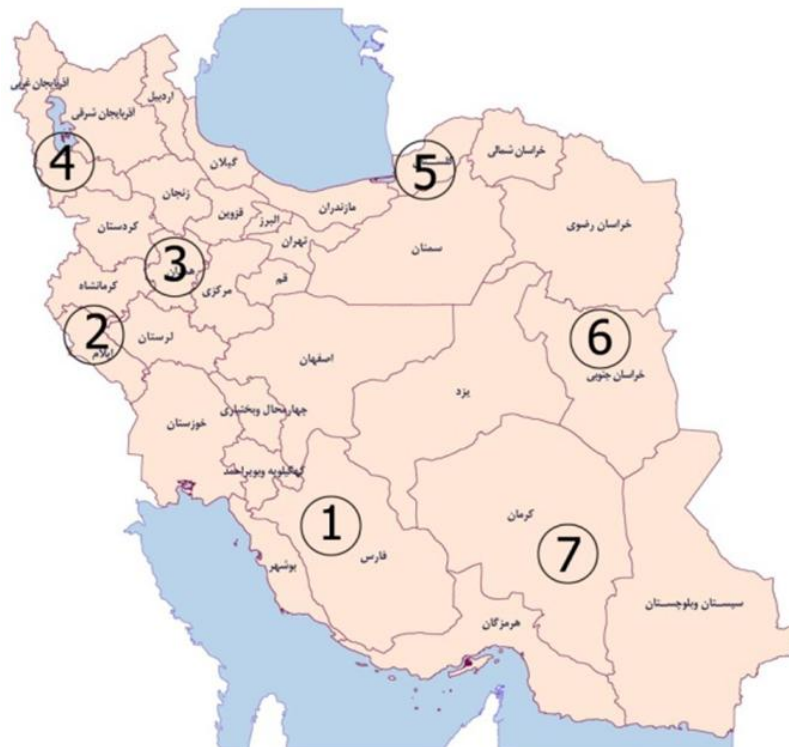 آذربایجان غربی
آذربایجان شرقی
اردبیل
4
گیلان
زنجان
کردستان
قزوین
البرز
مازندران
تهران
5
خراسان شمالی
خراسان رضوی
سمنان
3
قم
مرکزی
کرمانشاه
2
ایلام
لرستان
اصفهان
6
خراسان جنوبی
یزد
چهارمحال وبختیاری
خوزستان
کهگیلویه وبویراحمد
1
فارس
بوشهر
کرمان
7
سیستان وبلوچستان
هرمزگان